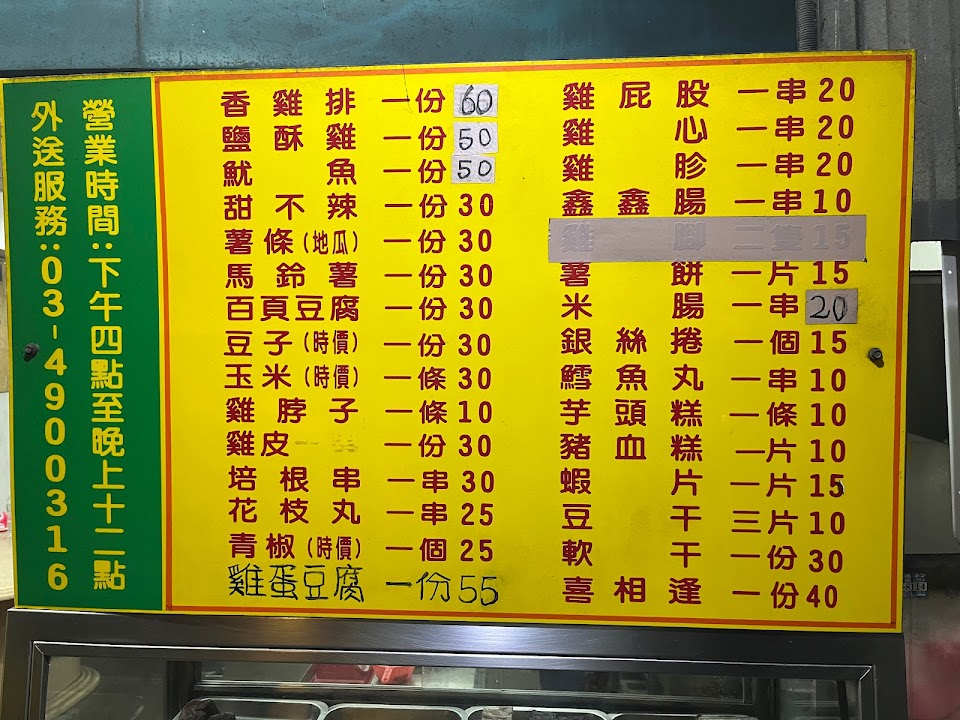 營業時間:下午四點至晚上十二點
外送服務:03-4900316
香雞排 一份 60
鹽酥雞 一份 50
魷魚 一份 50
甜不辣 一份 30
薯條(地瓜) 一份 30
馬鈴薯 一份 30
百頁豆腐 一份 30
豆子(時價) 一份 30
玉米(時價) 一條 30
雞脖子 一條 10
雞皮 一份 30
培根串 一串 30
花枝丸 一串 25
青椒(時價) 一個 25
雞蛋豆腐 一份 55
雞屁股 一串 20
雞心 一串 20
雞胗 一串 20
鑫鑫腸 一串 10
雞腳 二隻 15
薯餅 一片 15
米腸 一串 20
銀絲捲 一個 15
鱈魚丸 一串 10
芋頭糕 一條 10
豬血糕 一片 10
蝦片 一片 15
豆干 三片 10
軟干 一份 30
喜相逢 一份 40